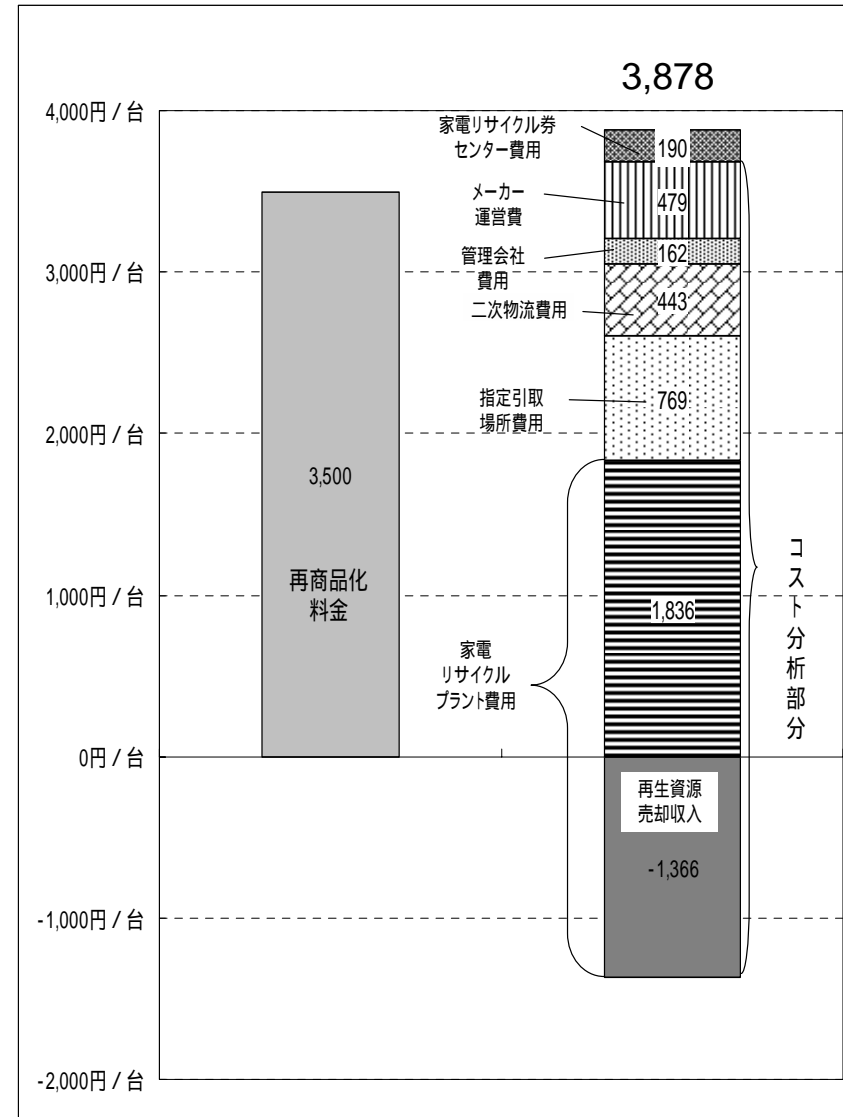 3,878
4,000円 / 台
3,000円 / 台
2,000円 / 台
1,000円 / 台
0円 / 台
-1,000円 / 台
-2,000円 / 台
3,500
再商品化
料金
家電リサイクル券
センター費用
190
メーカー
運営費
479
管理会社
費用
162
二次物流費用
443
指定引取
場所費用
769
家電
リサイクル
プラント費用
1,836
再生資源
売却収入
-1,366
コスト分析部分